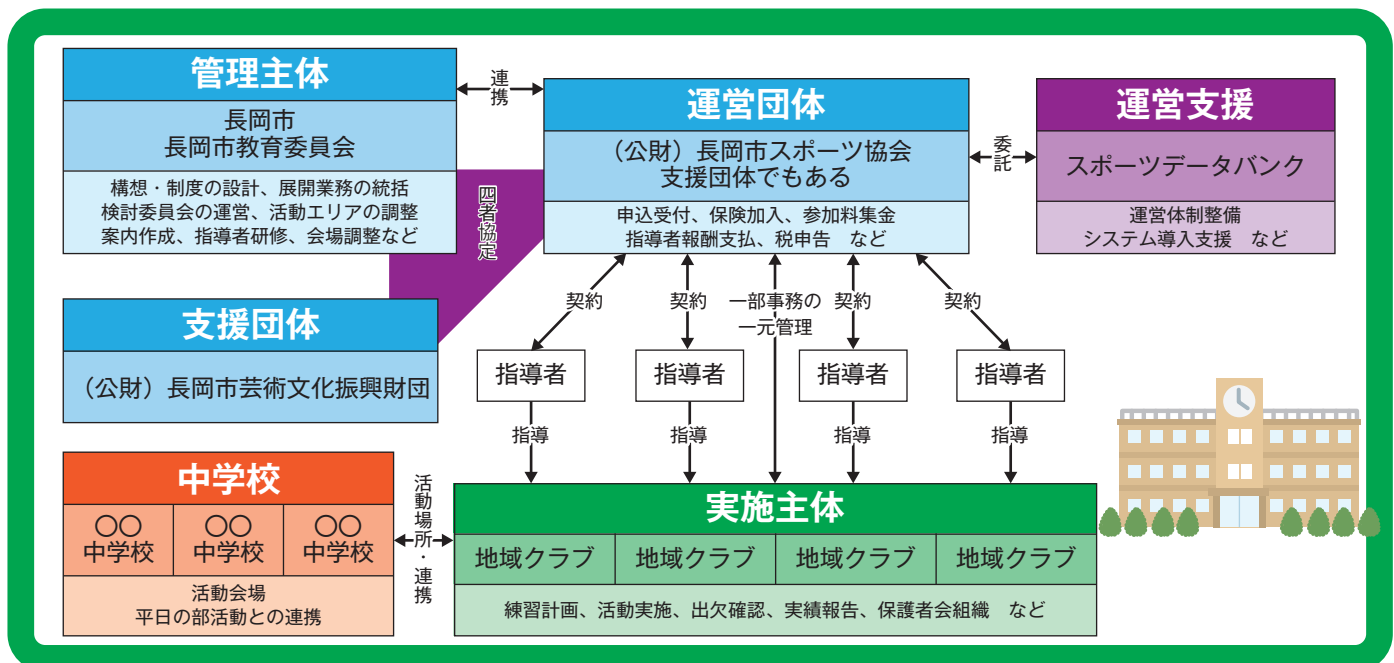 管理主体
長岡市
長岡市教育委員会
構想・制度の設計、展開業務の統括
検討委員会の運営、活動エリアの調整
案内作成、指導者研修、会場調整など
連携
運営団体
（公財）長岡市スポーツ協会
支援団体でもある
申込受付、保険加入、参加料集金
指導者報酬支払、税申告　など
委託
運営支援
スポーツデータバンク
運営体制整備
システム導入支援　など
四者協定
支援団体
（公財）長岡市芸術文化振興財団
契約
契約
一部事務の
一元管理
契約
契約
指導者
指導者
指導者
指導者
指導
指導
指導
指導
中学校
〇〇
中学校
〇〇
中学校
〇〇
中学校
活動会場
平日の部活動との連携
活動場所・連携
実施主体
地域クラブ
地域クラブ
地域クラブ
地域クラブ
練習計画、活動実施、出欠確認、実績報告、保護者会組織　など